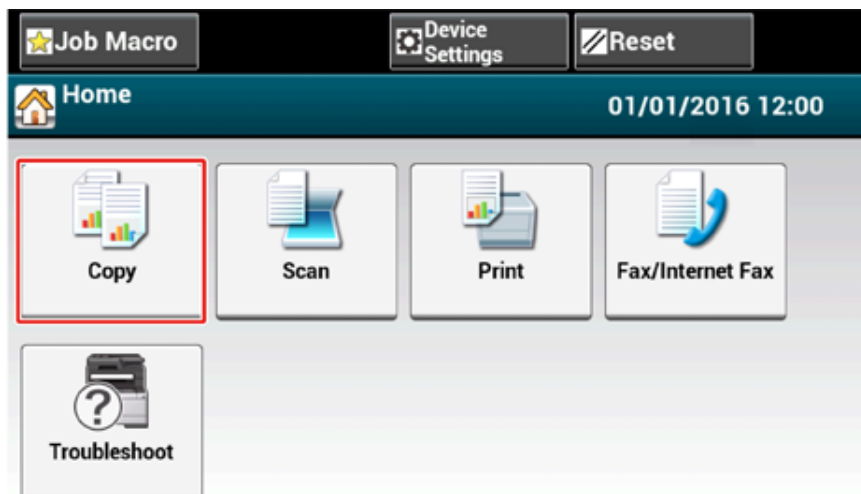 Job Macro
Device
Settings
Reset
Home
01/01/2016 12:00
Copy
Scan
Print
Fax/Internet Fax
?
Troubleshoot